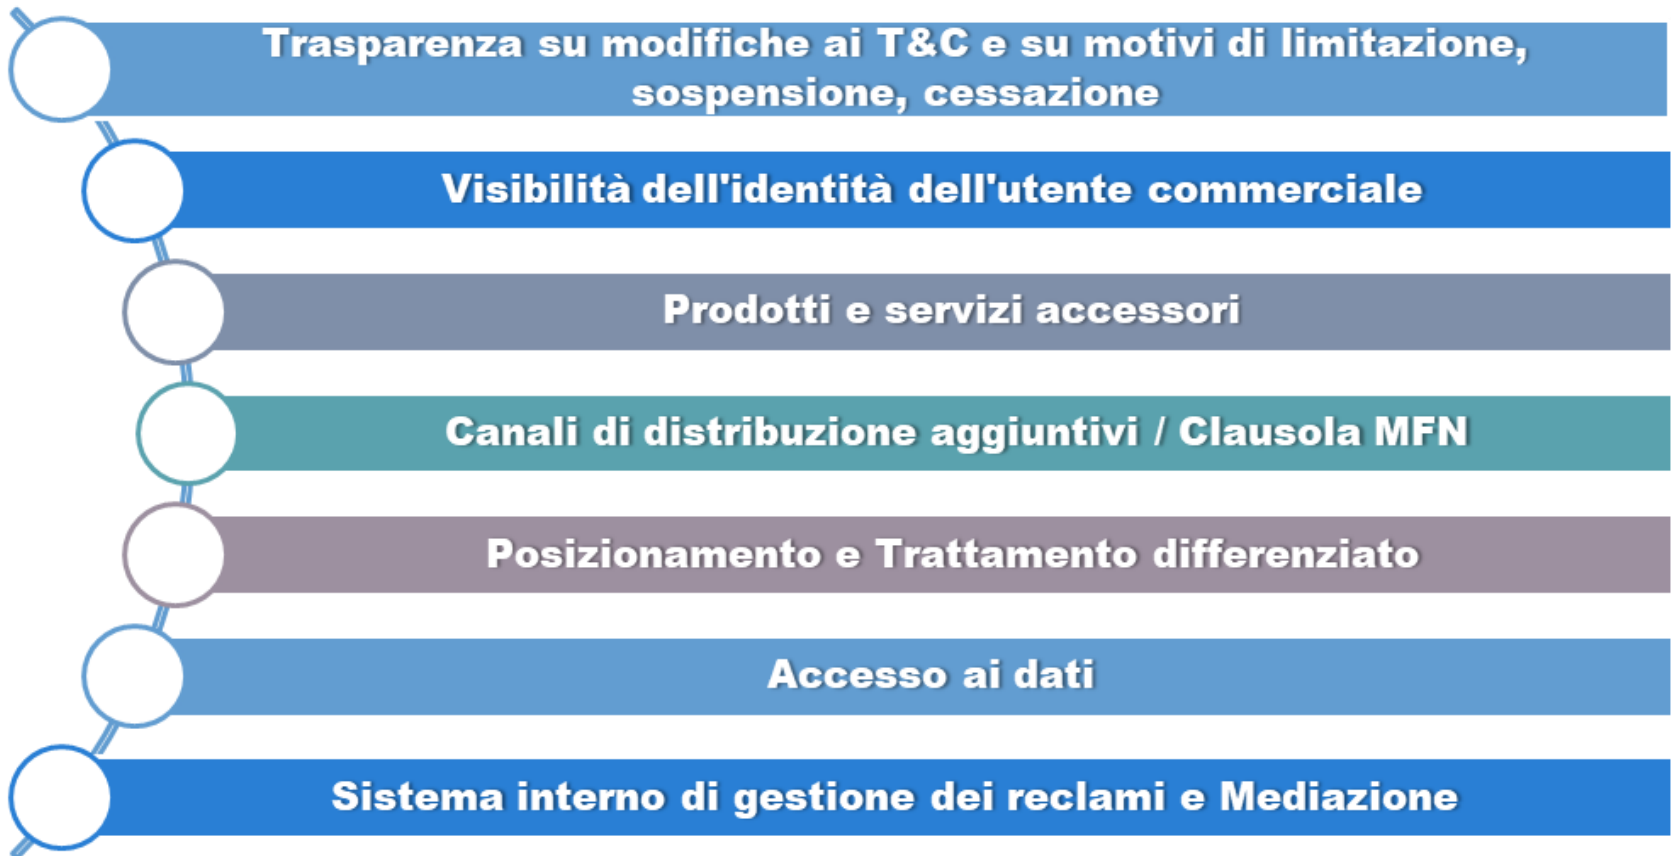 Trasparenza su modifiche ai T&C e su motivi di limitazione,
sospensione, cessazione
Visibilità dell'identità dell'utente commerciale
Prodotti e servizi accessori
Canali di distribuzione aggiuntivi / Clausola MFN
Posizionamento e Trattamento differenziato
Accesso ai dati
Sistema interno di gestione dei reclami e Mediazione